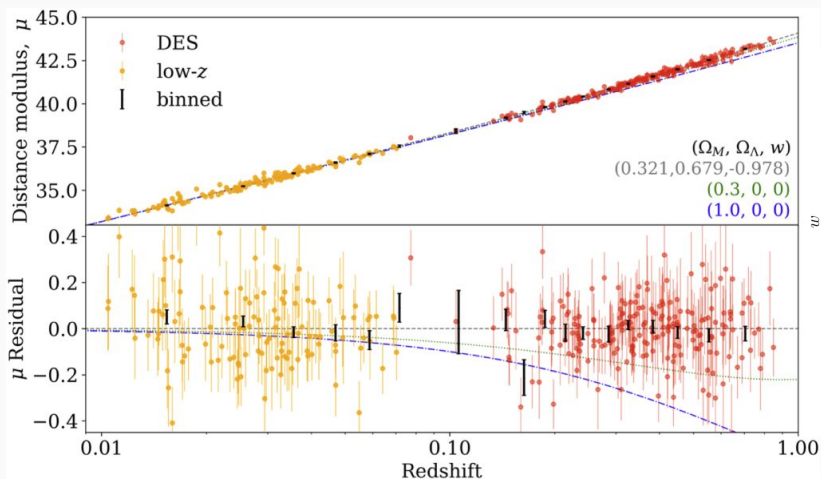 45.0
42.5
40.0
37.5
35.0
Distance modulus, μ
DES
low-z
binned
(Ω_M, Ω_Λ, w)
(0.321,0.679,-0.978)
(0.3, 0, 0)
(1.0, 0, 0)
w
0.4
0.2
0.0
−0.2
−0.4
μ Residual
0.01
0.10
1.00
Redshift